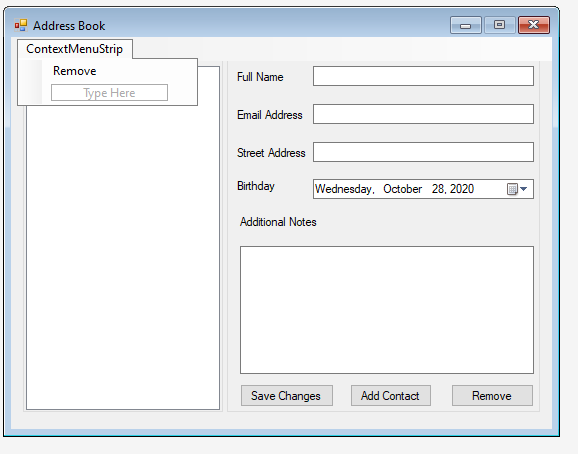 Address Book
ContextMenuStrip
Remove
Type Here
Full Name
Email Address
Street Address
Birthday
Wednesday, October 28, 2020
Additional Notes
Save Changes
Add Contact
Remove